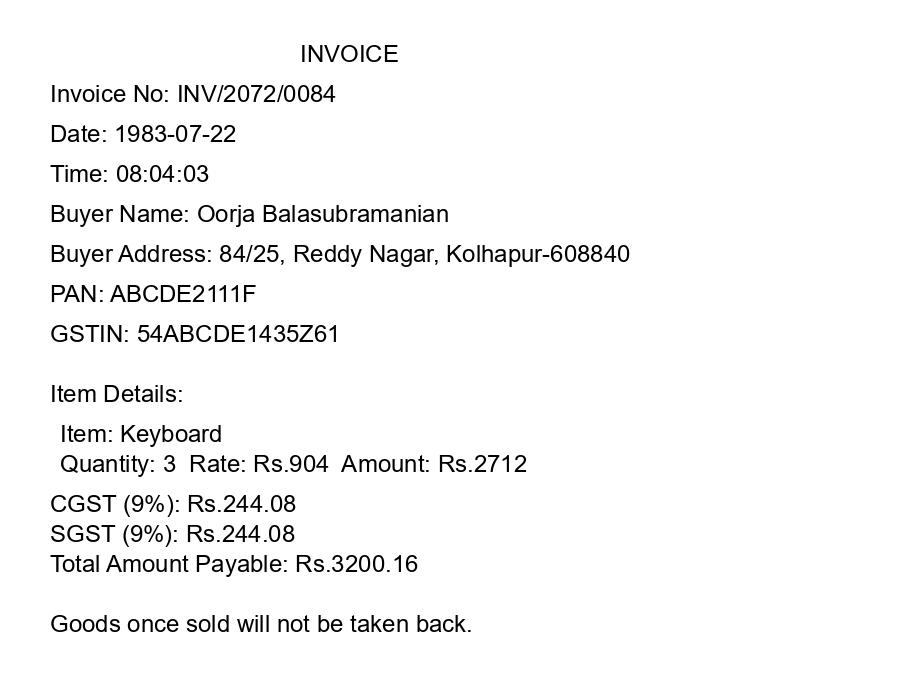 INVOICE
Invoice No: INV/2072/0084
Date: 1983-07-22
Time: 08:04:03
Buyer Name: Oorja Balasubramanian
Buyer Address: 84/25, Reddy Nagar, Kolhapur-608840
PAN: ABCDE2111F
GSTIN: 54ABCDE1435Z61
Item Details:
Item: Keyboard
Quantity: 3  Rate: Rs.904  Amount: Rs.2712
CGST (9%): Rs.244.08
SGST (9%): Rs.244.08
Total Amount Payable: Rs.3200.16
Goods once sold will not be taken back.